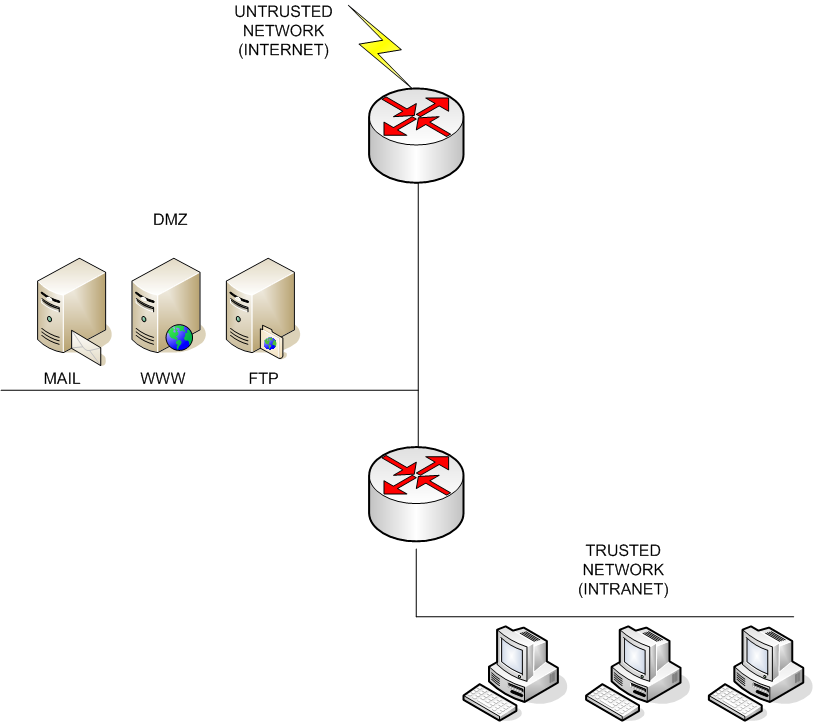 UNTRUSTED
NETWORK
(INTERNET)
DMZ
MAIL
WWW
FTP
TRUSTED
NETWORK
(INTRANET)